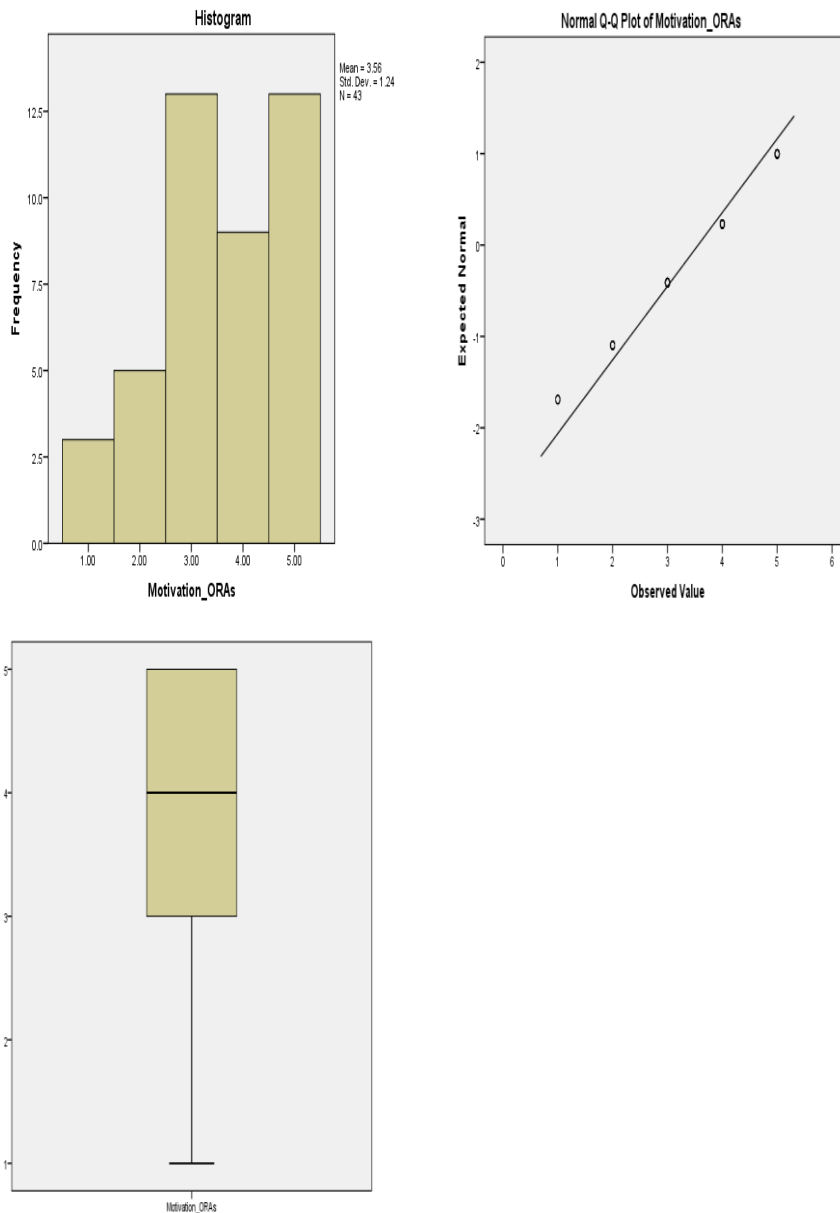 Histogram
Mean = 3.56
Std. Dev. = 1.24
N = 43
12.5
10.0
7.5
5.0
2.5
0.0
Frequency
1.00 2.00 3.00 4.00 5.00
Motivation_ORAs
Normal Q-Q Plot of Motivation_ORAs
2
1
0
-1
-2
-3
Expected Normal
0 1 2 3 4 5 6
Observed Value
5
4
3
2
1
Motivation_ORAs